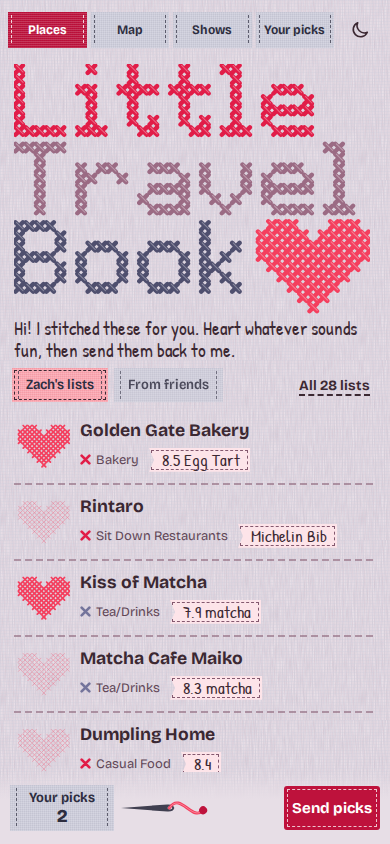 Places
Map
Shows
Your picks
Little
Travel
Book
Hi! I stitched these for you. Heart whatever sounds
fun, then send them back to me.
Zach's lists
From friends
All 28 lists
Golden Gate Bakery
Bakery
8.5 Egg Tart
Rintaro
Sit Down Restaurants
Michelin Bib
Kiss of Matcha
Tea/Drinks
7.9 matcha
Matcha Cafe Maiko
Tea/Drinks
8.3 matcha
Dumpling Home
Casual Food
8.4
Your picks
2
Send picks